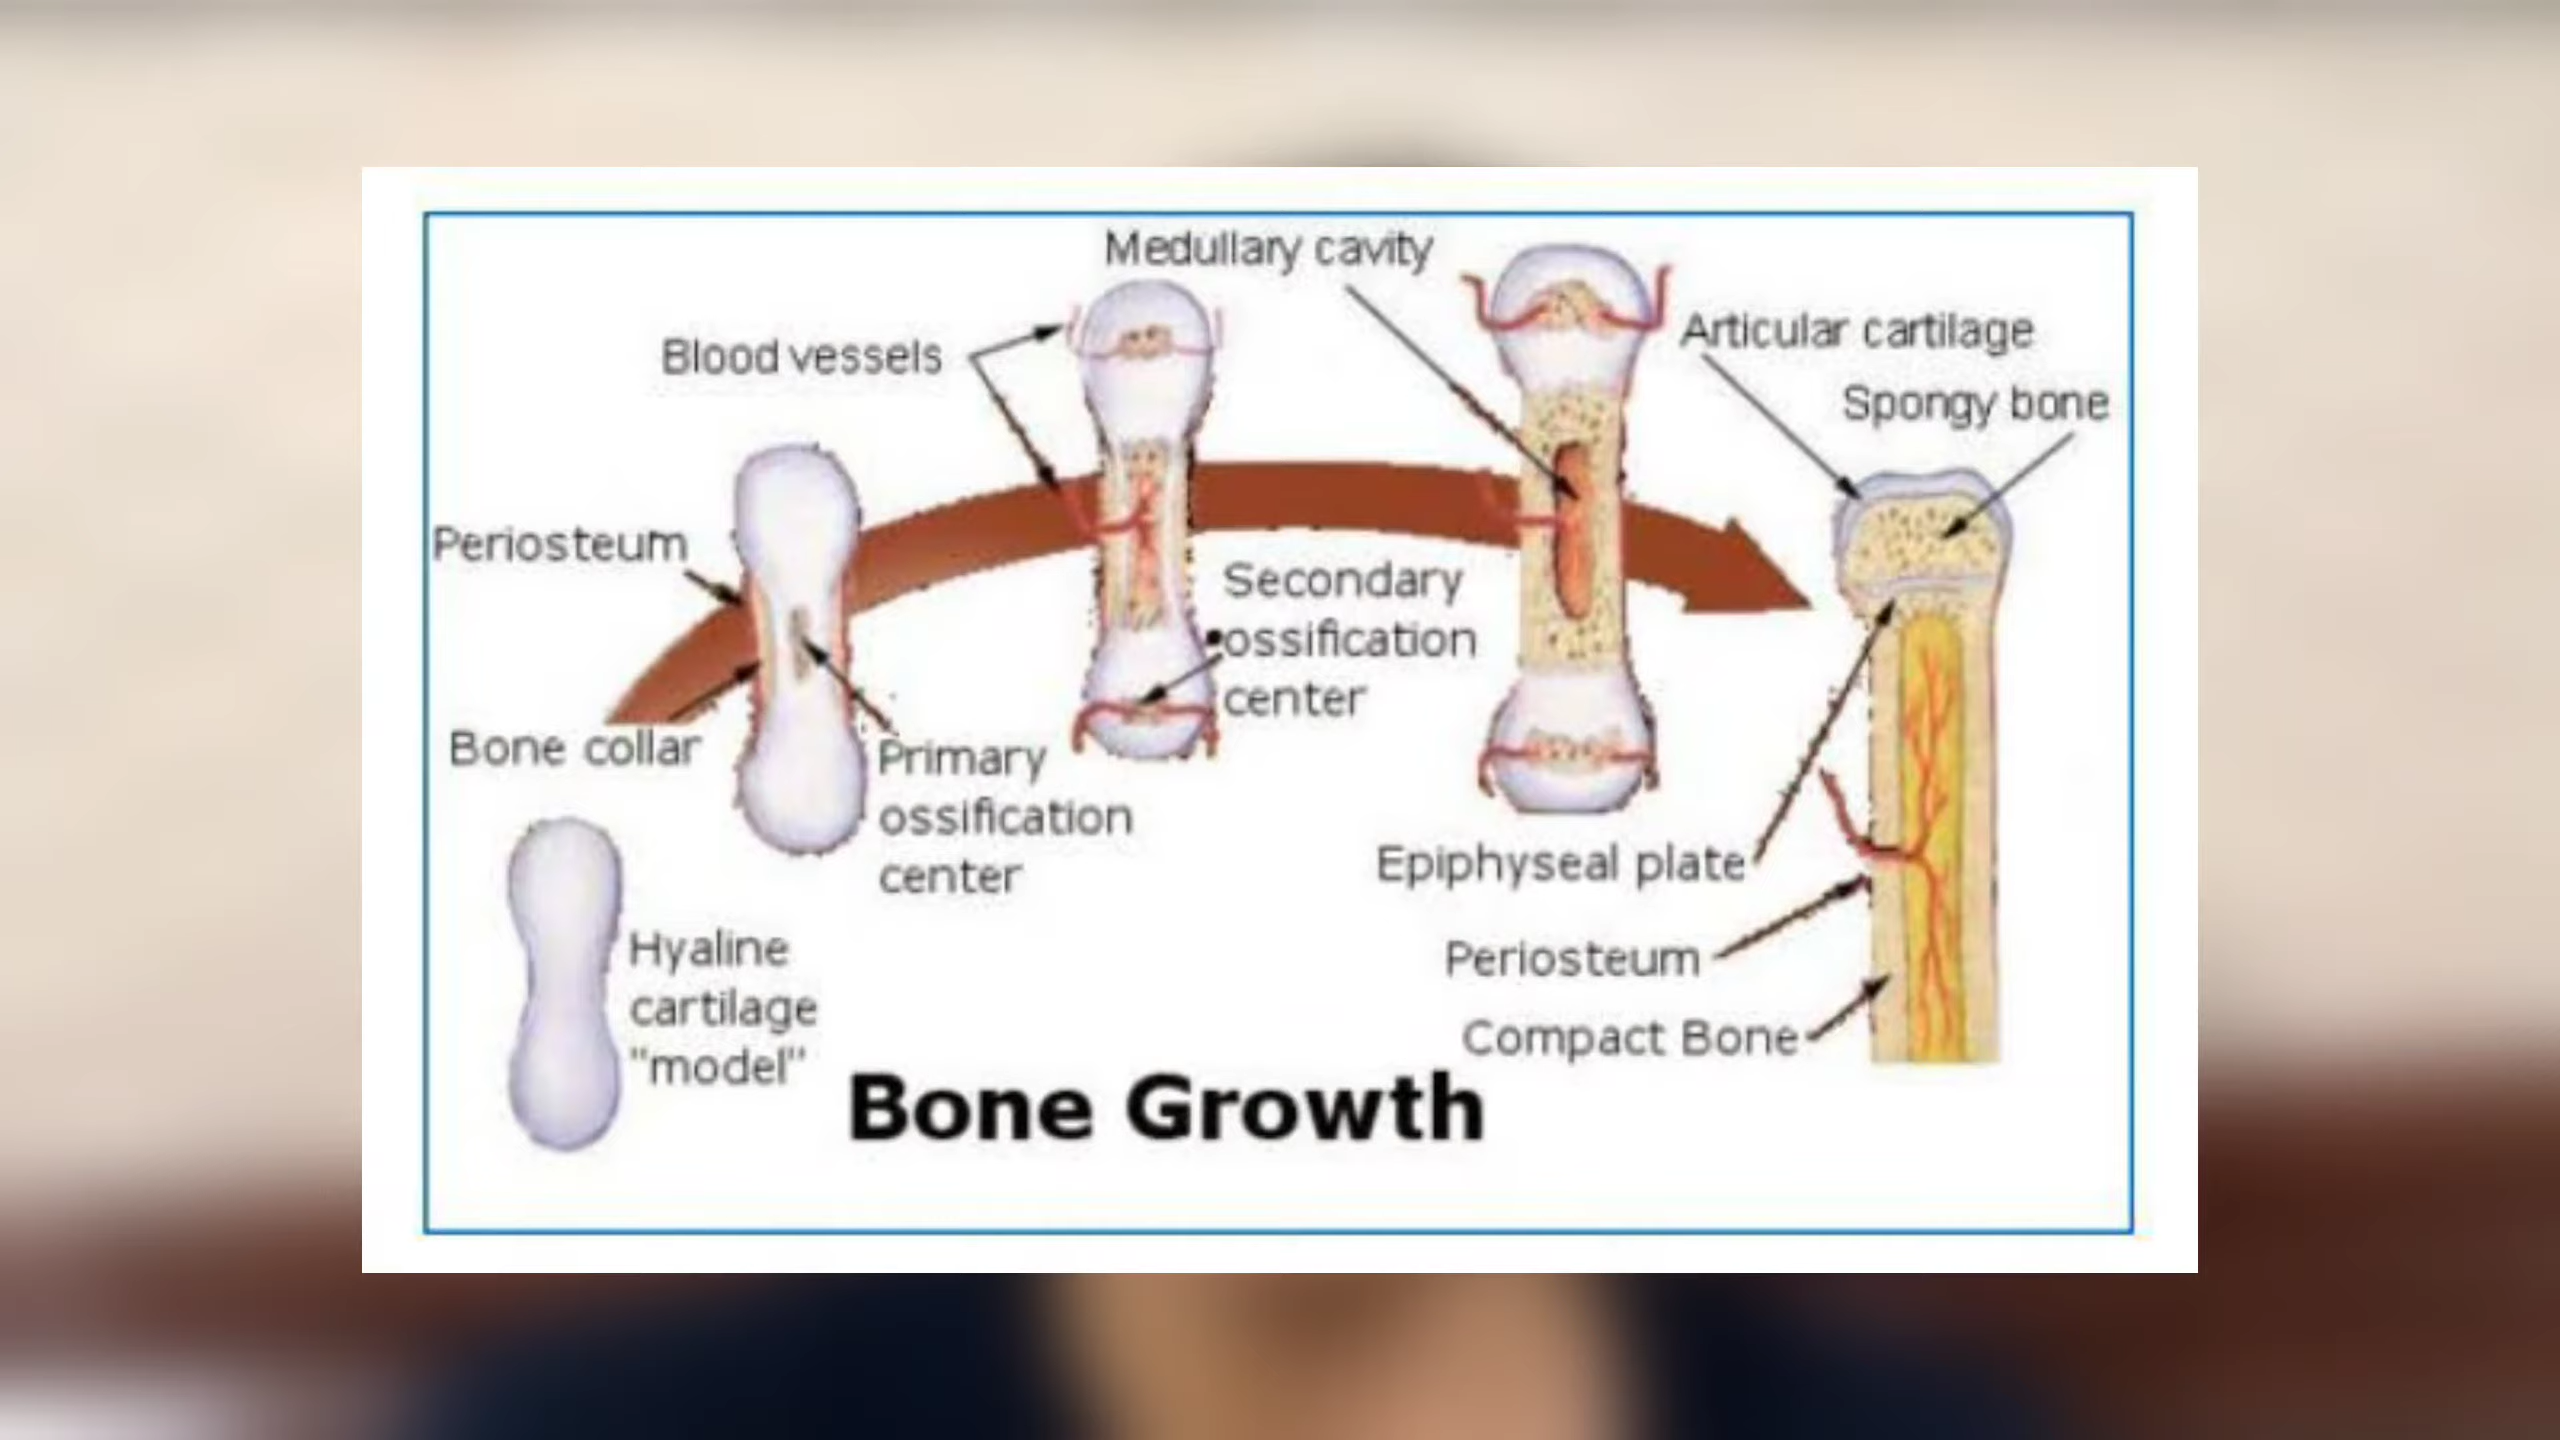 Medullary cavity
Blood vessels
Articular cartilage
Spongy bone
Periosteum
Secondary
ossification
center
Bone collar
Primary
ossification
center
Epiphyseal plate
Hyaline
cartilage
"model"
Periosteum
Compact Bone
Bone Growth